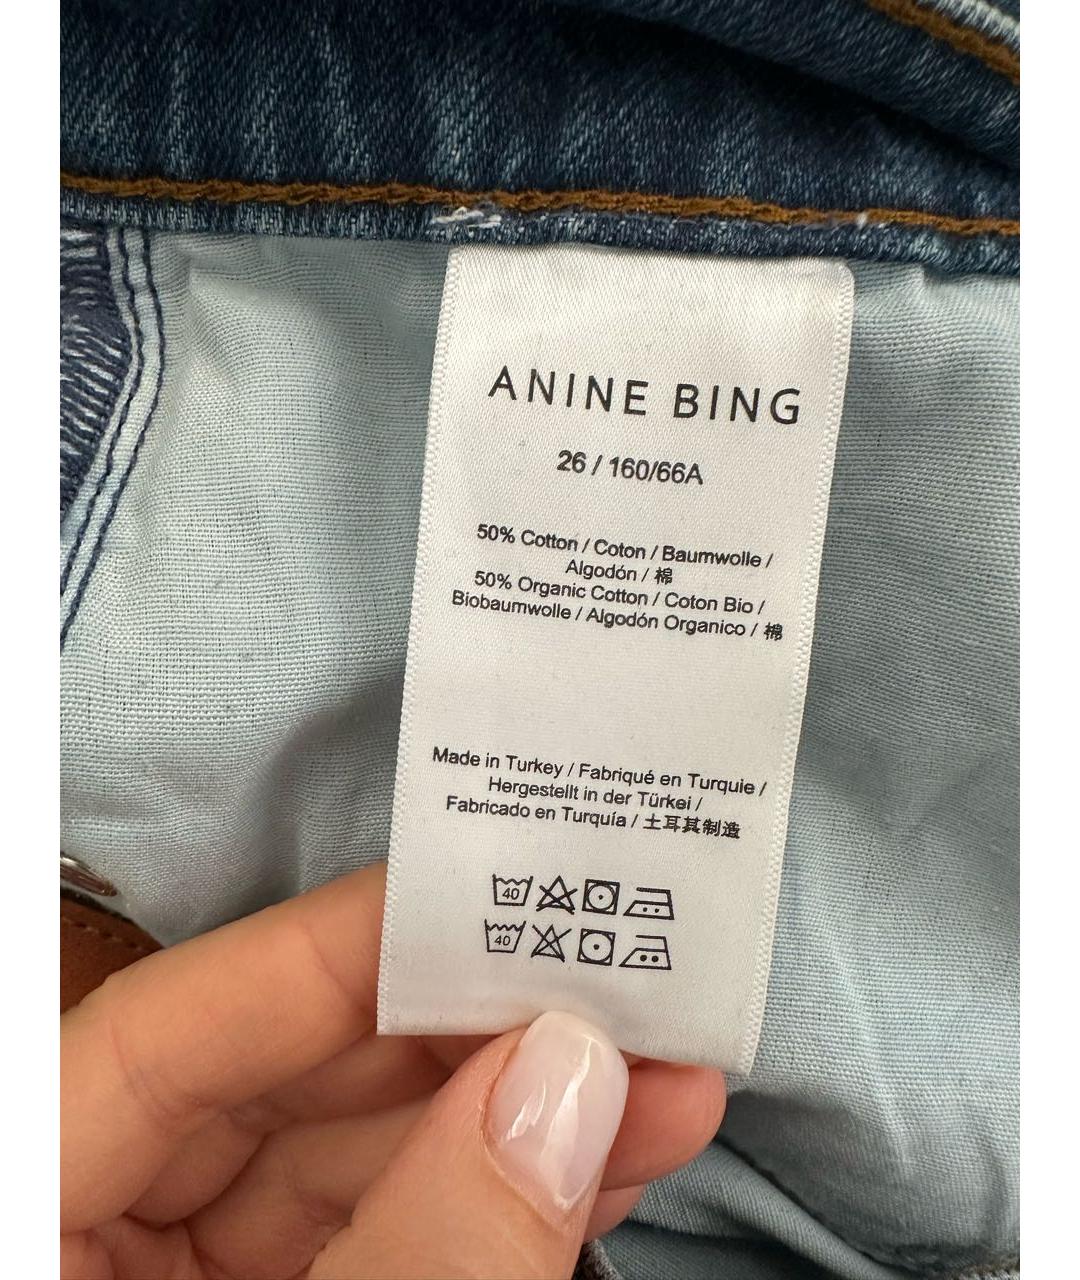 ANINE BING
26 / 160/66A
50% Cotton / Coton / Baumwolle /
Algodón / 棉
50% Organic Cotton / Coton Bio /
Biobaumwolle / Algodón Organico / 棉
Made in Turkey / Fabriqué en Turquie /
Hergestellt in der Türkei /
Fabricado en Turquía / 土耳其制造
40
40